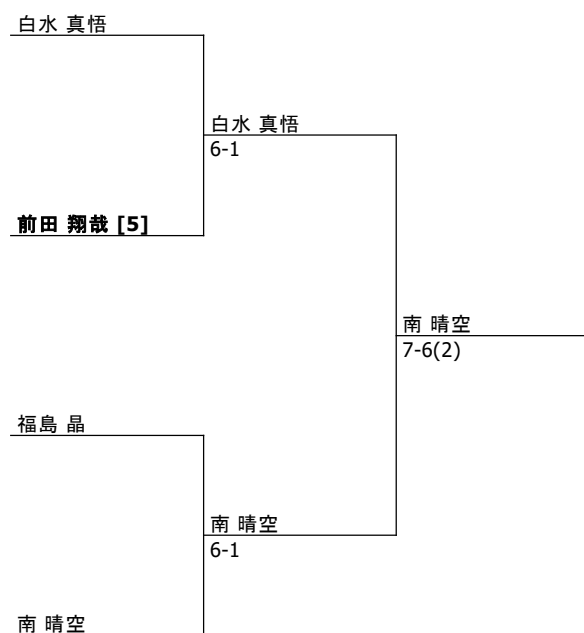 白水 真悟
白水 真悟
6-1
前田 翔哉 [5]
南 晴空
7-6(2)
福島 晶
南 晴空
6-1
南 晴空